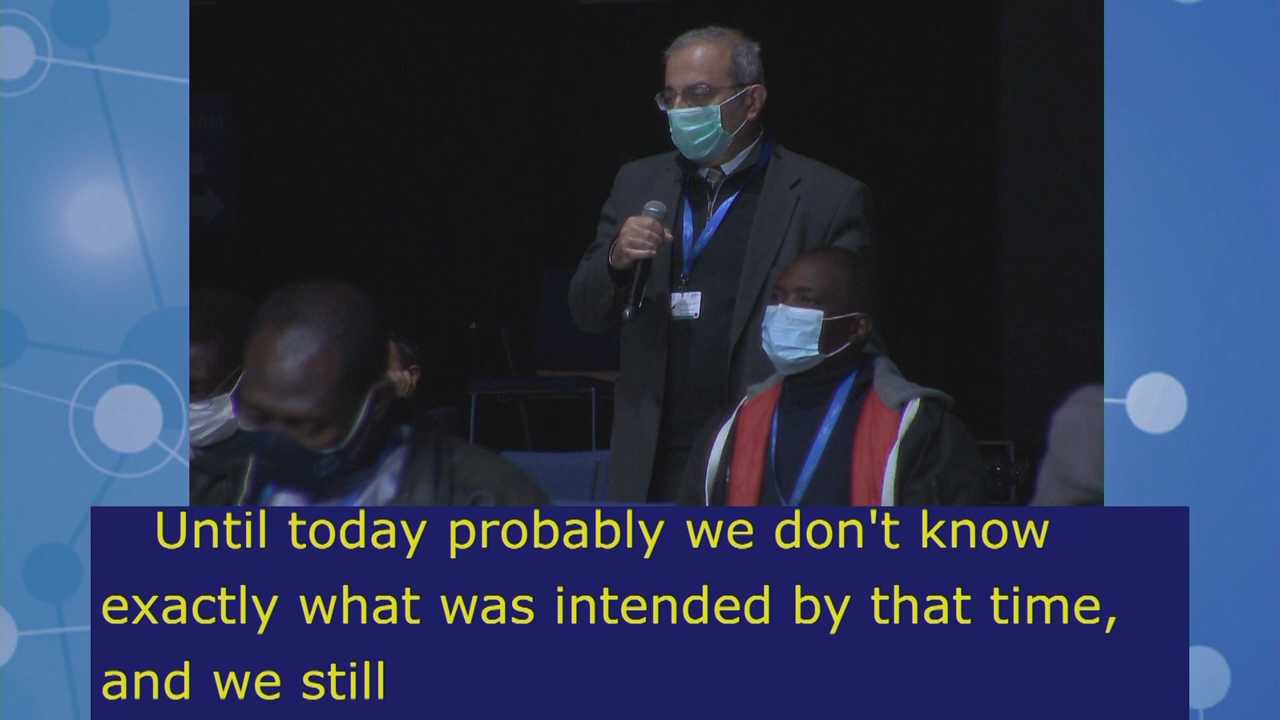 Until today probably we don't know
exactly what was intended by that time,
and we still